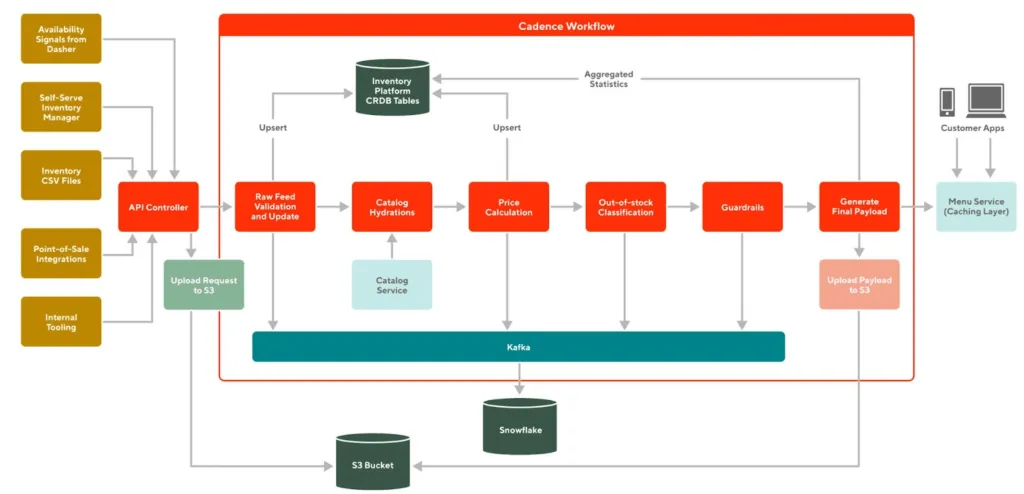 Cadence Workflow
Availability
Signals from
Dasher
Self-Serve
Inventory
Manager
Inventory
CSV Files
Point-of-Sale
Integrations
Internal
Tooling
API Controller
Upload Request
to S3
Inventory
Platform
CRDB Tables
Aggregated
Statistics
Upsert
Upsert
Raw Feed
Validation
and Update
Catalog
Hydrations
Price
Calculation
Out-of-stock
Classification
Guardrails
Generate
Final Payload
Catalog
Service
Upload Payload
to S3
Customer Apps
Menu Service
(Caching Layer)
Kafka
Snowflake
S3 Bucket